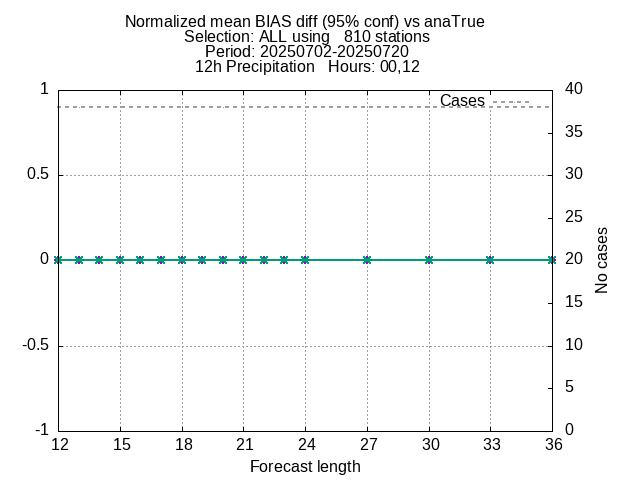 Normalized mean BIAS diff (95% conf) vs anaTrue
Selection: ALL using   810 stations
Period: 20250702-20250720
12h Precipitation   Hours: 00,12
Cases
1
0.5
0
-0.5
-1
40
35
30
25
20
15
10
5
0
No cases
12 15 18 21 24 27 30 33 36
Forecast length